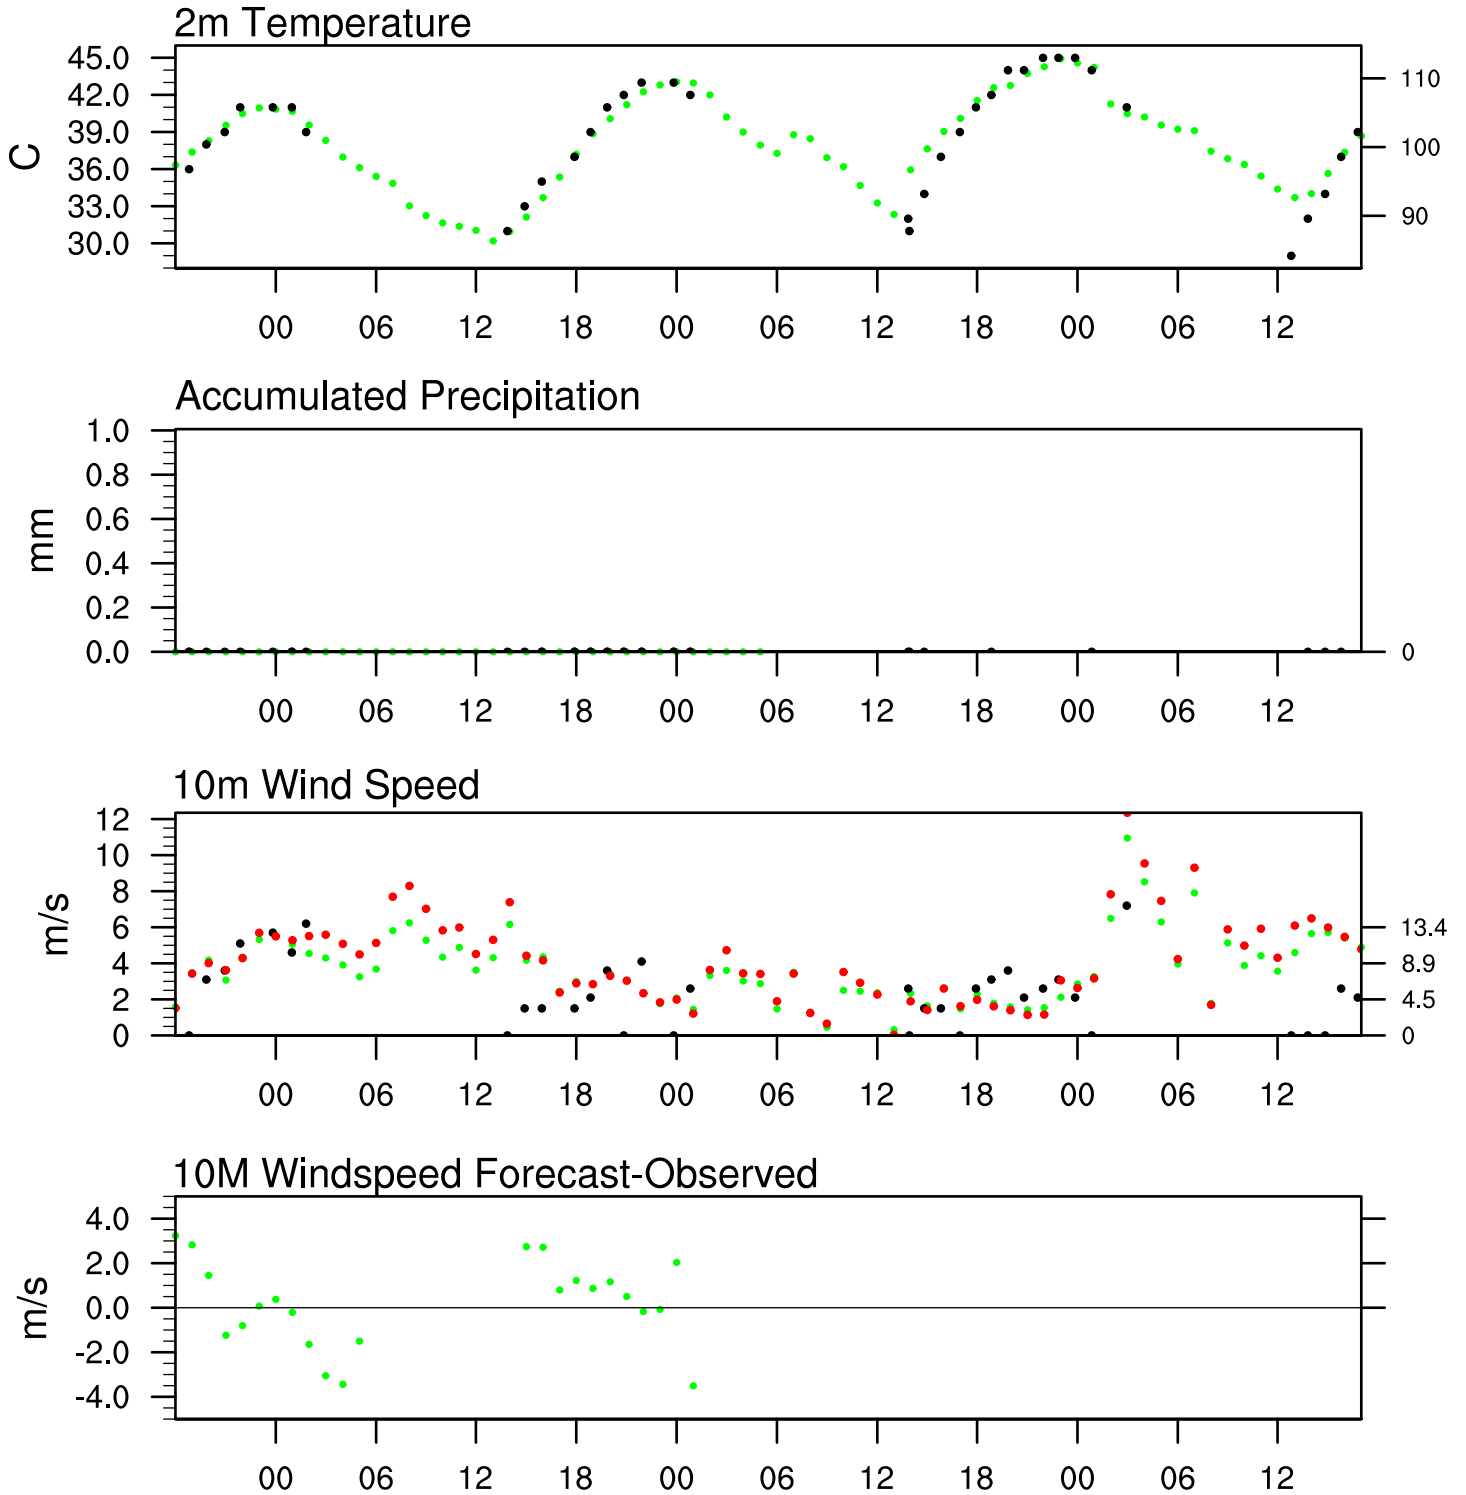 2m Temperature
45.0
42.0
39.0
36.0
33.0
30.0
C
110
100
90
00 06 12 18 00 06 12 18 00 06 12
Accumulated Precipitation
1.0
0.8
0.6
0.4
0.2
0.0
mm
0
00 06 12 18 00 06 12 18 00 06 12
10m Wind Speed
12
10
8
6
4
2
0
m/s
13.4
8.9
4.5
0
00 06 12 18 00 06 12 18 00 06 12
10M Windspeed Forecast-Observed
4.0
2.0
0.0
-2.0
-4.0
m/s
00 06 12 18 00 06 12 18 00 06 12